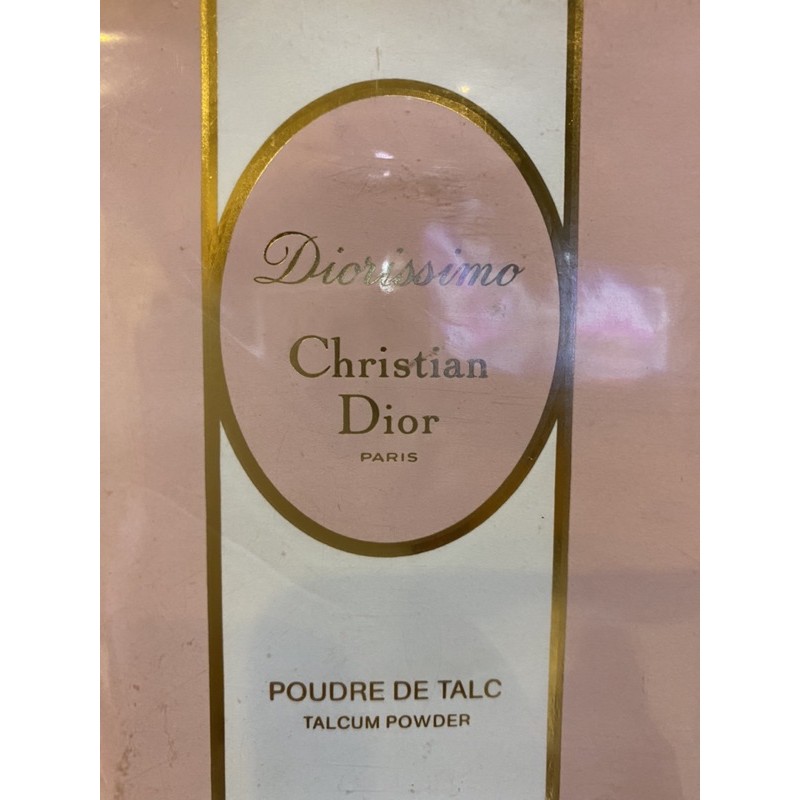 Diorissimo
Christian
Dior
PARIS
POUDRE DE TALC
TALCUM POWDER